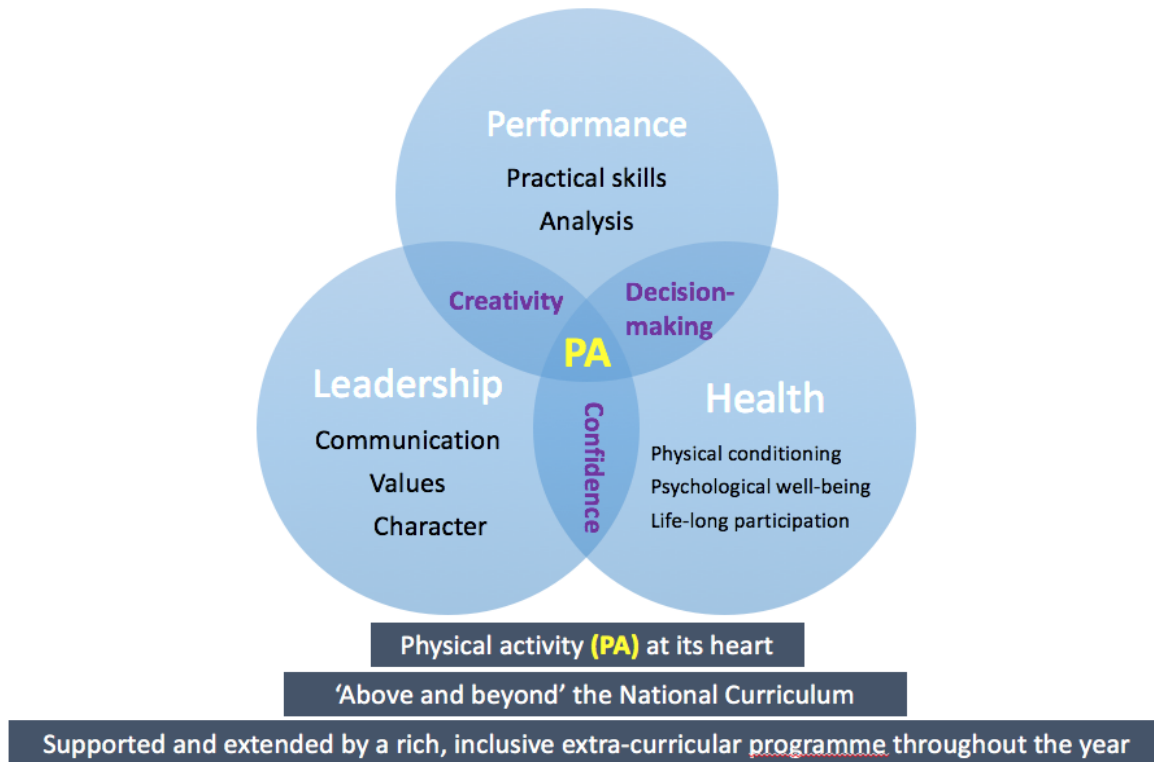 Performance
Practical skills
Analysis
Creativity
Decision-
making
PA
Leadership
Communication
Values
Character
Confidence
Health
Physical conditioning
Psychological well-being
Life-long participation
Physical activity (PA) at its heart
‘Above and beyond’ the National Curriculum
Supported and extended by a rich, inclusive extra-curricular programme throughout the year